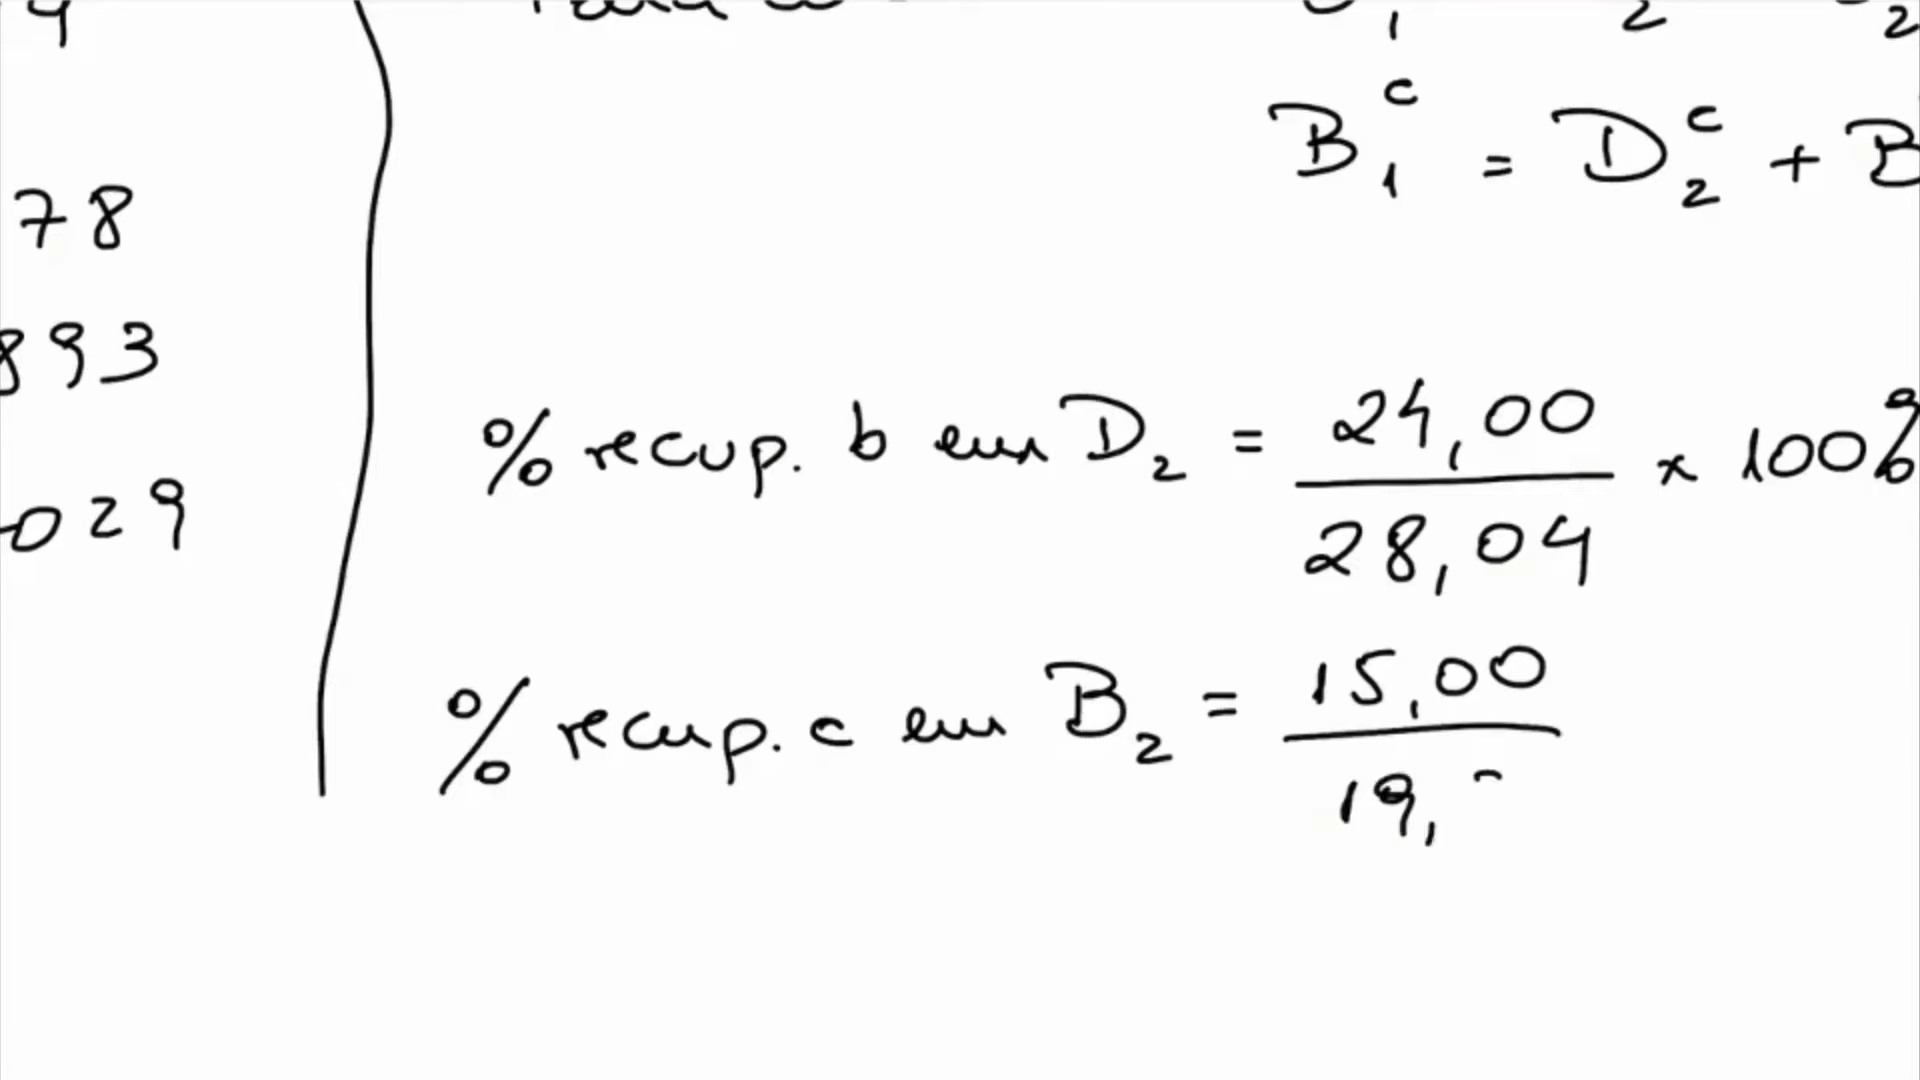 B₁ᶜ = D₂ᶜ + B
78
893
029
% recup. b em D₂ = 24,00 / 28,04 x 100%
% recup. c em B₂ = 15,00 / 19,